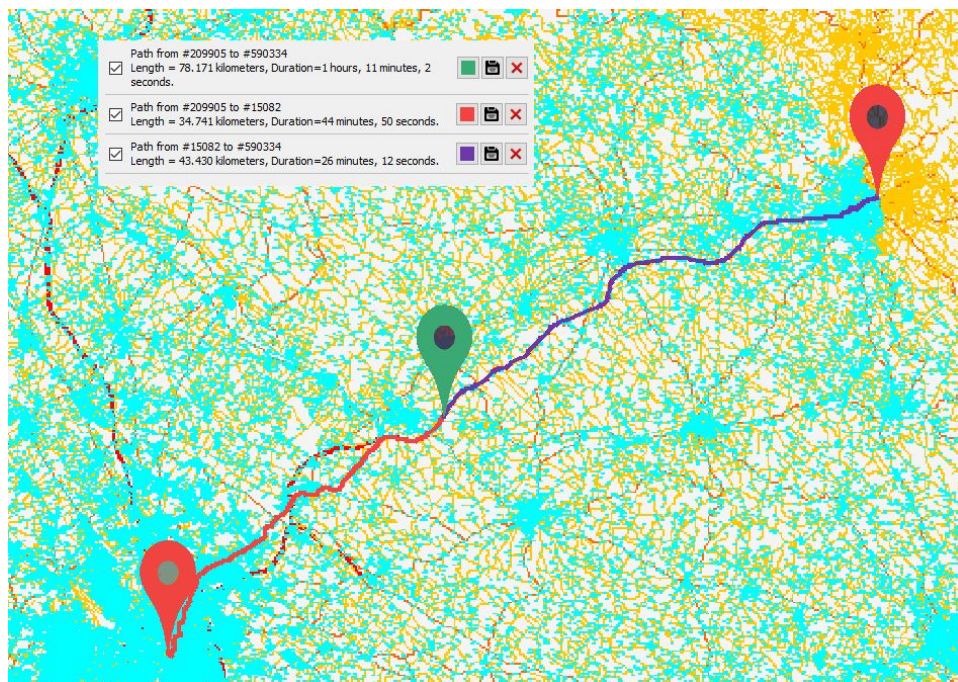 Path from #209905 to #590334
Length = 78.171 kilometers, Duration=1 hours, 11 minutes, 2
seconds.
Path from #209905 to #15082
Length = 34.741 kilometers, Duration=44 minutes, 50 seconds.
Path from #15082 to #590334
Length = 43.430 kilometers, Duration=26 minutes, 12 seconds.